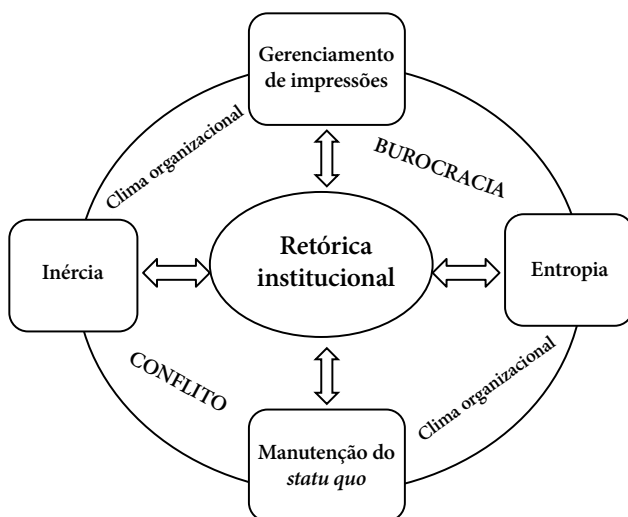 Gerenciamento
de impressões
Clima organizacional
BUROCRACIA
Inércia
Retórica
institucional
Entropia
CONFLITO
Clima organizacional
Manutenção do
statu quo